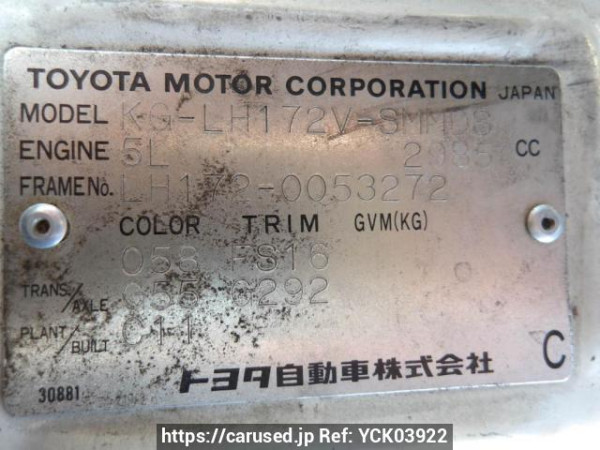 TOYOTA MOTOR CORPORATION JAPAN
MODEL KG-LH172V-SMMDS
ENGINE 5L 2985 CC
FRAME No. LH172-0053272
COLOR TRIM GVM(KG)
058 FS16
TRANS./AXLE G55 G292
PLANT/BUILT C11
トヨタ自動車株式会社 C
30881
https://carused.jp Ref: YCK03922